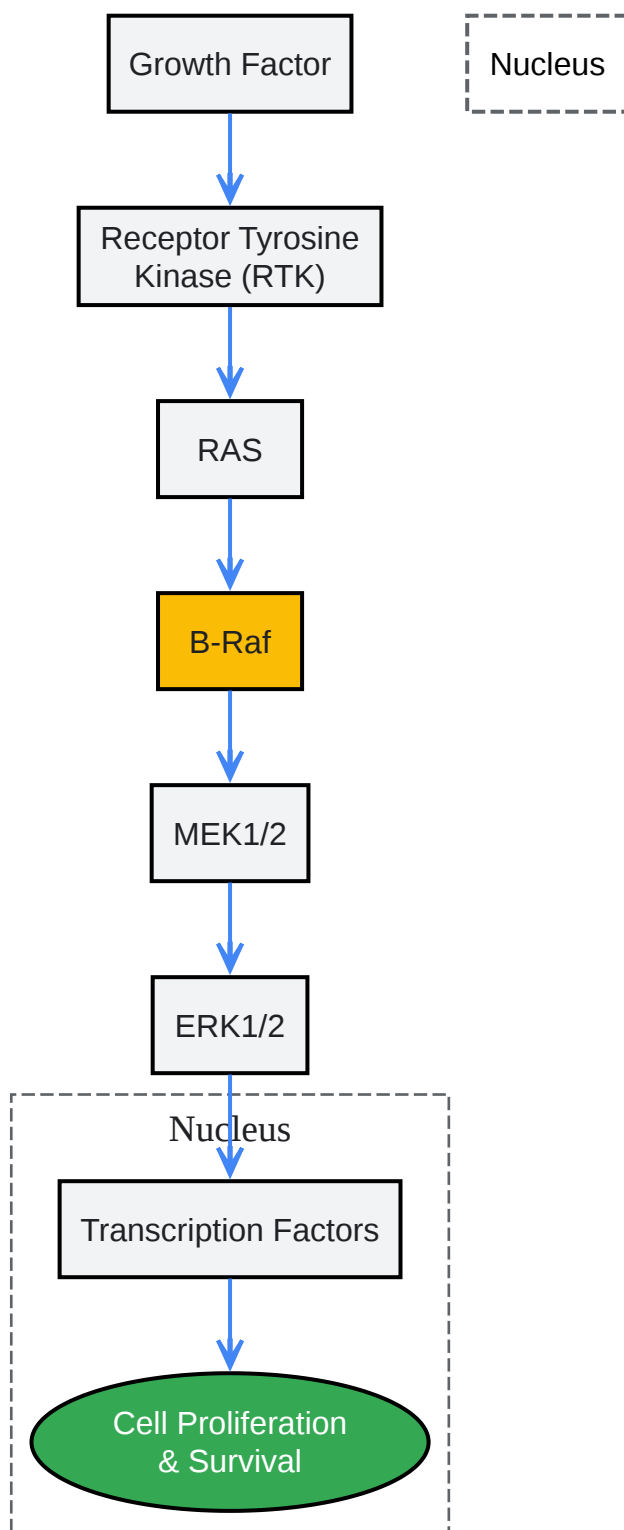 Growth Factor
Nucleus
Receptor Tyrosine
Kinase (RTK)
RAS
B-Raf
MEK1/2
ERK1/2
Nucleus
Transcription Factors
Cell Proliferation
& Survival